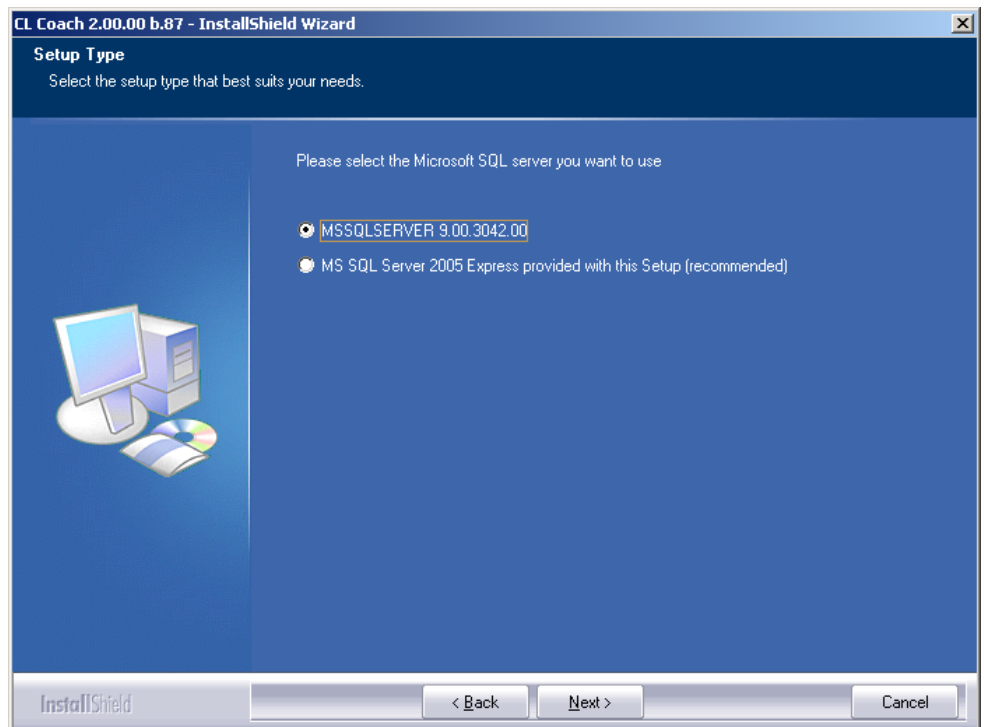 CL Coach 2.00.00 b.87 - InstallShield Wizard
Setup Type
Select the setup type that best suits your needs.
Please select the Microsoft SQL server you want to use
MSSQLSERVER 9.00.3042.00
MS SQL Server 2005 Express provided with this Setup (recommended)
InstallShield
< Back
Next >
Cancel